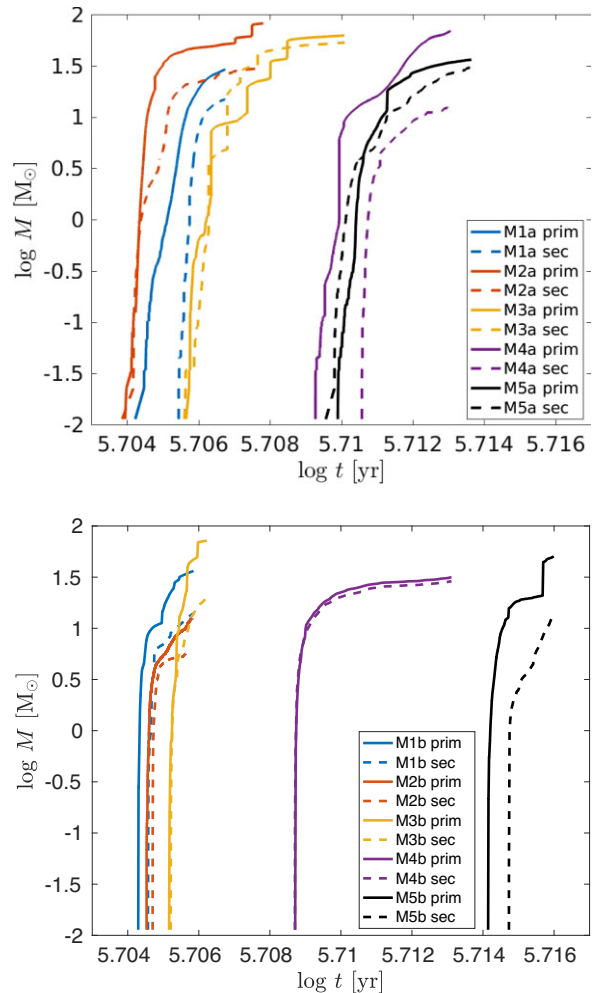 2
1.5
1
0.5
0
-0.5
-1
-1.5
-2
log M [M⊙]
M1a prim
M1a sec
M2a prim
M2a sec
M3a prim
M3a sec
M4a prim
M4a sec
M5a prim
M5a sec
5.704 5.706 5.708 5.71 5.712 5.714 5.716
log t [yr]
2
1.5
1
0.5
0
-0.5
-1
-1.5
-2
log M [M⊙]
M1b prim
M1b sec
M2b prim
M2b sec
M3b prim
M3b sec
M4b prim
M4b sec
M5b prim
M5b sec
5.704 5.706 5.708 5.71 5.712 5.714 5.716
log t [yr]